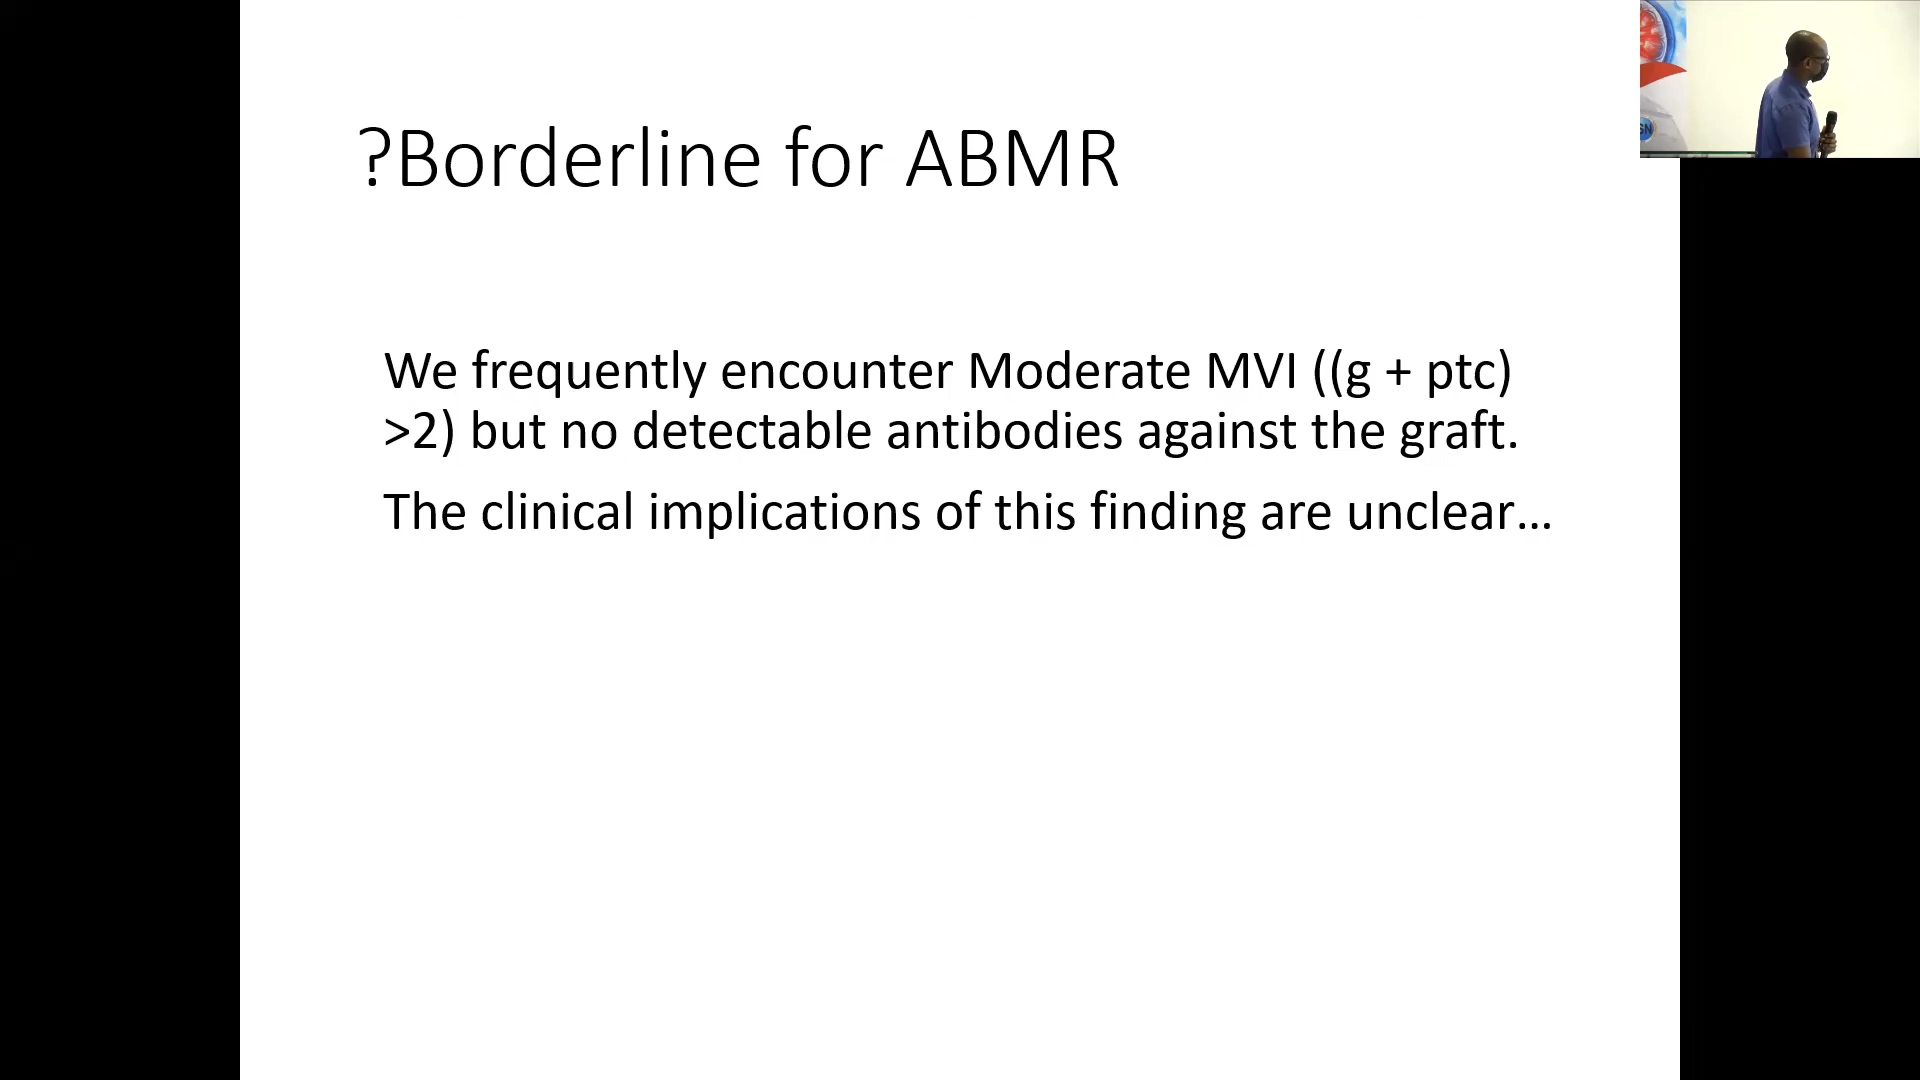 ?Borderline for ABMR
We frequently encounter Moderate MVI ((g + ptc)
>2) but no detectable antibodies against the graft.
The clinical implications of this finding are unclear…